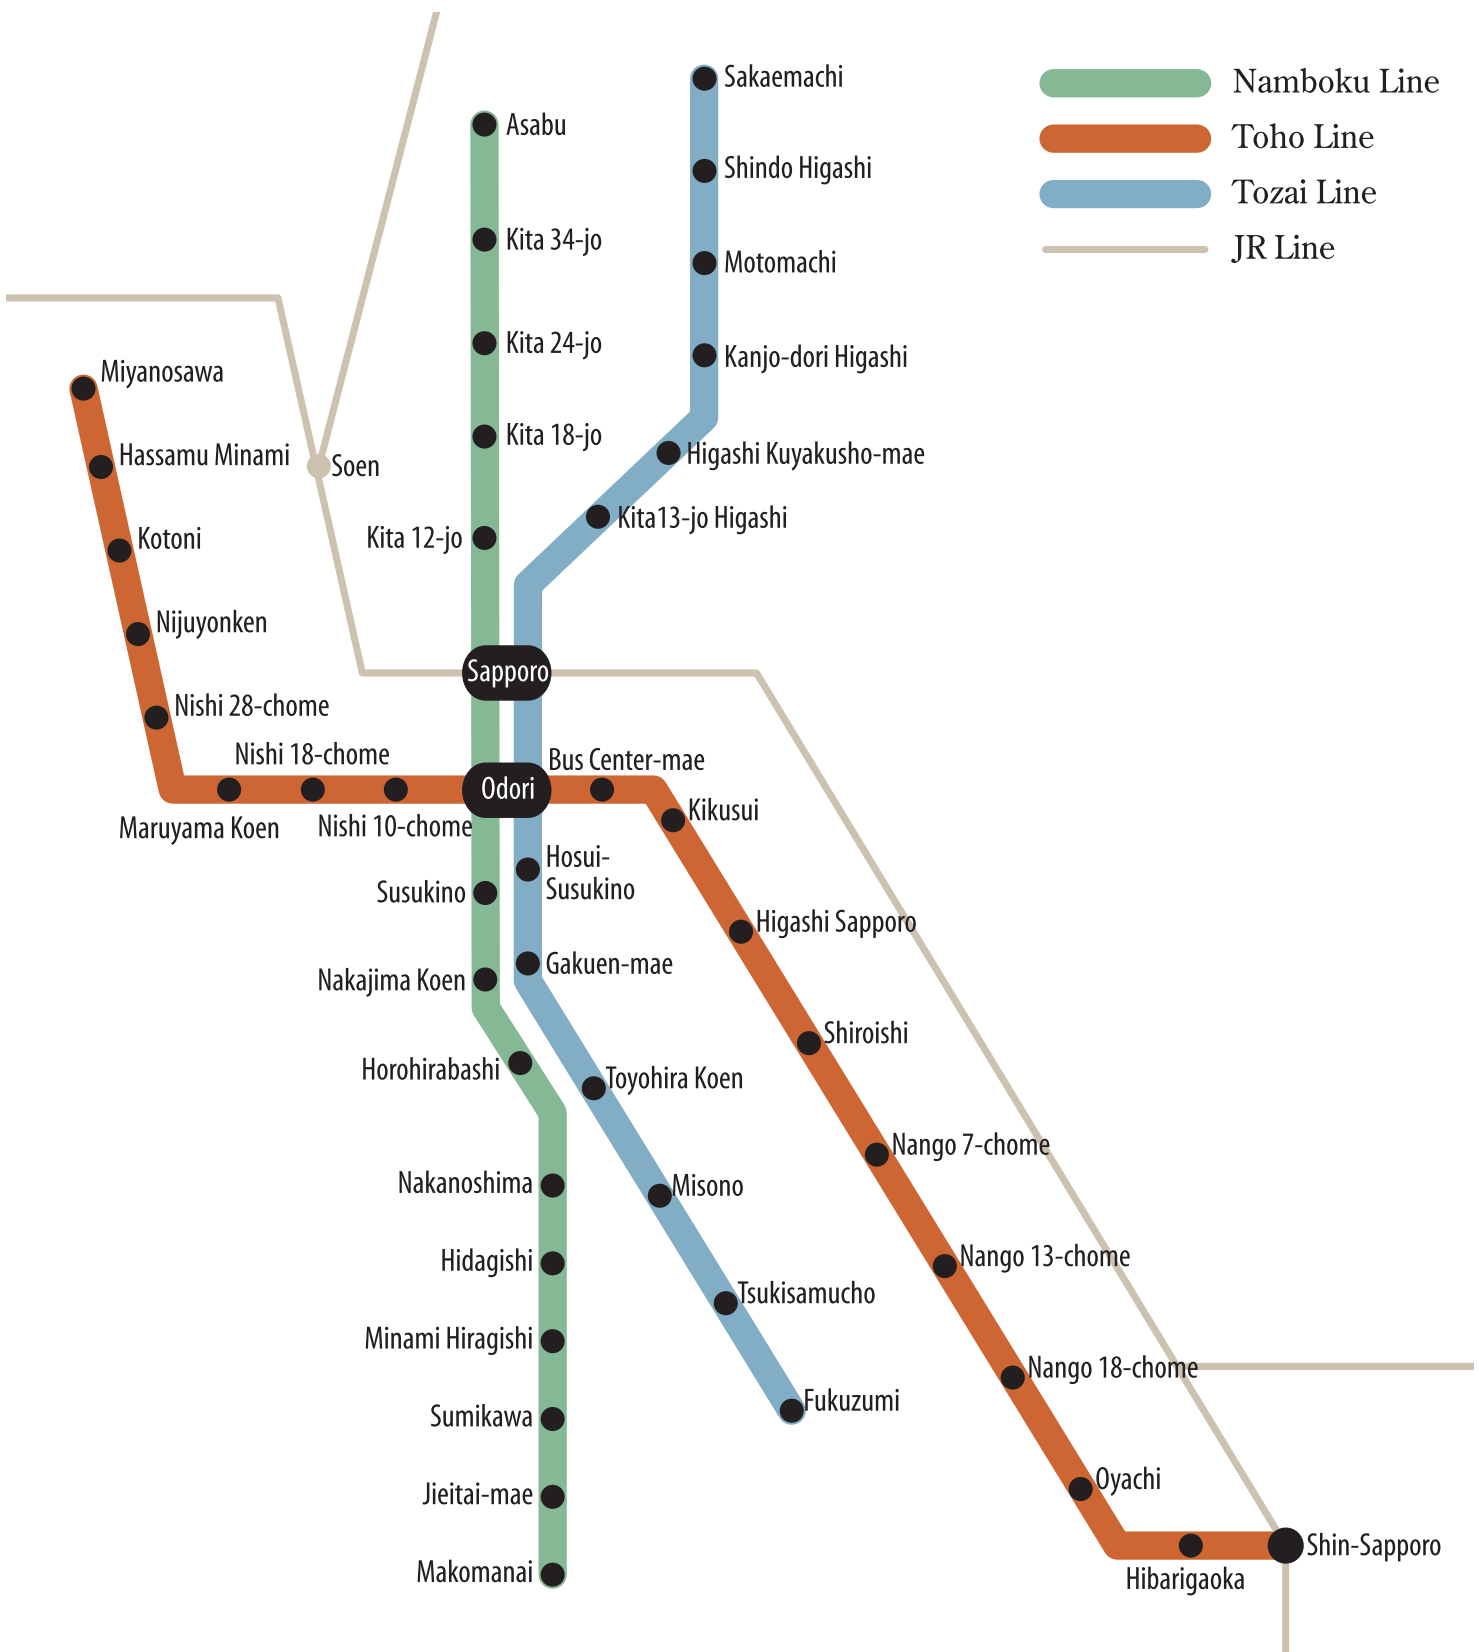 Sakaemachi
Namboku Line
Asabu
Toho Line
Shindo Higashi
Tozai Line
Kita 34-jo
JR Line
Motomachi
Kita 24-jo
Kanjo-dori Higashi
Miyanosawa
Kita 18-jo
Hassamu Minami
Higashi Kuyakusho-mae
Soen
Kita13-jo Higashi
Kita 12-jo
Kotoni
Nijuyonken
Sapporo
Nishi 28-chome
Nishi 18-chome
Bus Center-mae
Odori
Kikusui
Maruyama Koen
Nishi 10-chome
Hosui-
Susukino
Susukino
Higashi Sapporo
Gakuen-mae
Nakajima Koen
Shiroishi
Horohirabashi
Toyohira Koen
Nango 7-chome
Nakanoshima
Misono
Hidagishi
Nango 13-chome
Tsukisamucho
Minami Hiragishi
Nango 18-chome
Fukuzumi
Sumikawa
Oyachi
Jieitai-mae
Shin-Sapporo
Makomanai
Hibarigaoka